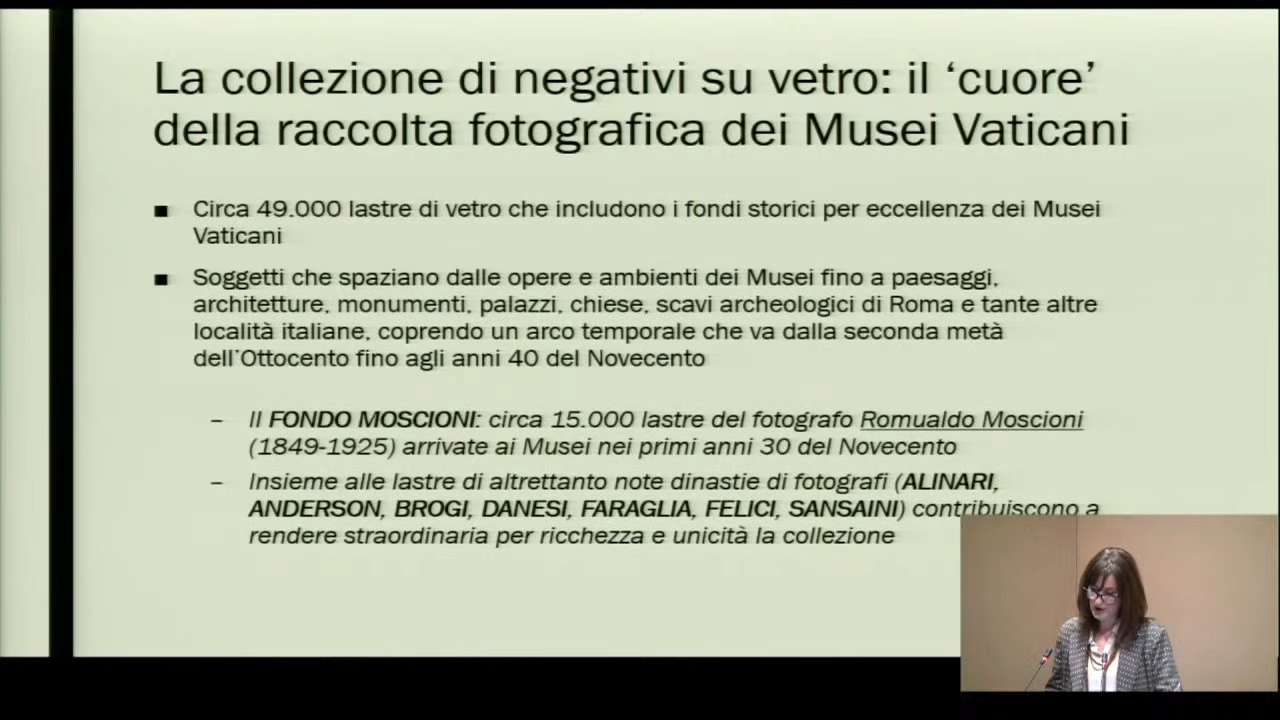 La collezione di negativi su vetro: il ‘cuore’
della raccolta fotografica dei Musei Vaticani
■ Circa 49.000 lastre di vetro che includono i fondi storici per eccellenza dei Musei
Vaticani
■ Soggetti che spaziano dalle opere e ambienti dei Musei fino a paesaggi,
architetture, monumenti, palazzi, chiese, scavi archeologici di Roma e tante altre
località italiane, coprendo un arco temporale che va dalla seconda metà
dell’Ottocento fino agli anni 40 del Novecento
– Il FONDO MOSCIONI: circa 15.000 lastre del fotografo Romualdo Moscioni
(1849-1925) arrivate ai Musei nei primi anni 30 del Novecento
– Insieme alle lastre di altrettanto note dinastie di fotografi (ALINARI,
ANDERSON, BROGI, DANESI, FARAGLIA, FELICI, SANSAINI) contribuiscono a
rendere straordinaria per ricchezza e unicità la collezione